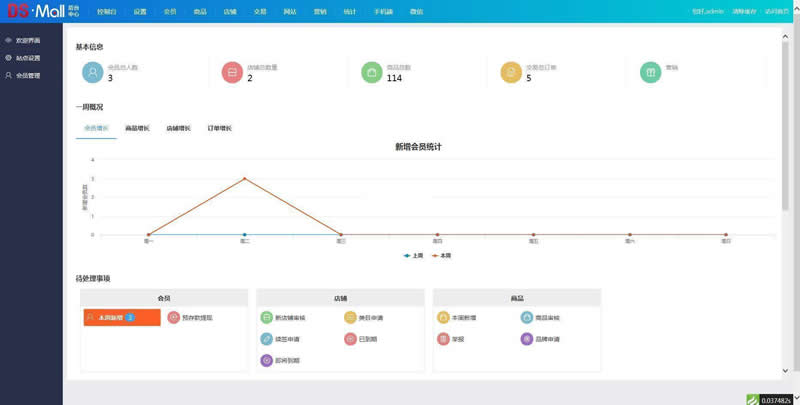 DS·Mall 后台中心 控制台 设置 会员 商品 店铺 交易 网站 营销 统计 手机端 微信 您好,admin 清除缓存 访问首页
欢迎界面
站点设置
会员管理
基本信息
会员总人数
3
店铺总数量
2
商品总数
114
交易总订单
5
营销
一周概况
会员增长 商品增长 店铺增长 订单增长
新增会员统计
新增会员数
4
3
2
1
0
周一 周二 周三 周四 周五 周六 周日
上周 本周
待处理事项
会员
本周新增 3 预存款提现
店铺
新店铺审核 类目申请
续签申请 已到期
即将到期
商品
本周新增 商品审核
举报 品牌申请
0.037482s